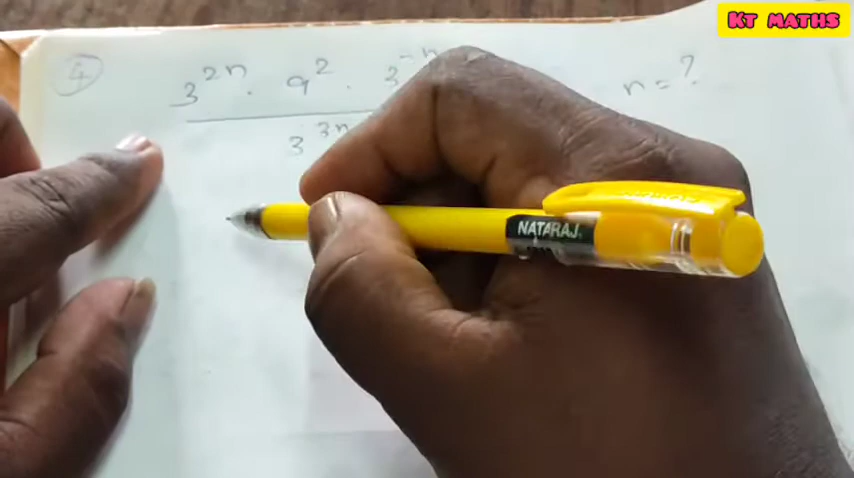 KT MATHS
4 3^2n . 9^2 . 3^-n n = ?
3^3n
NATARAJ